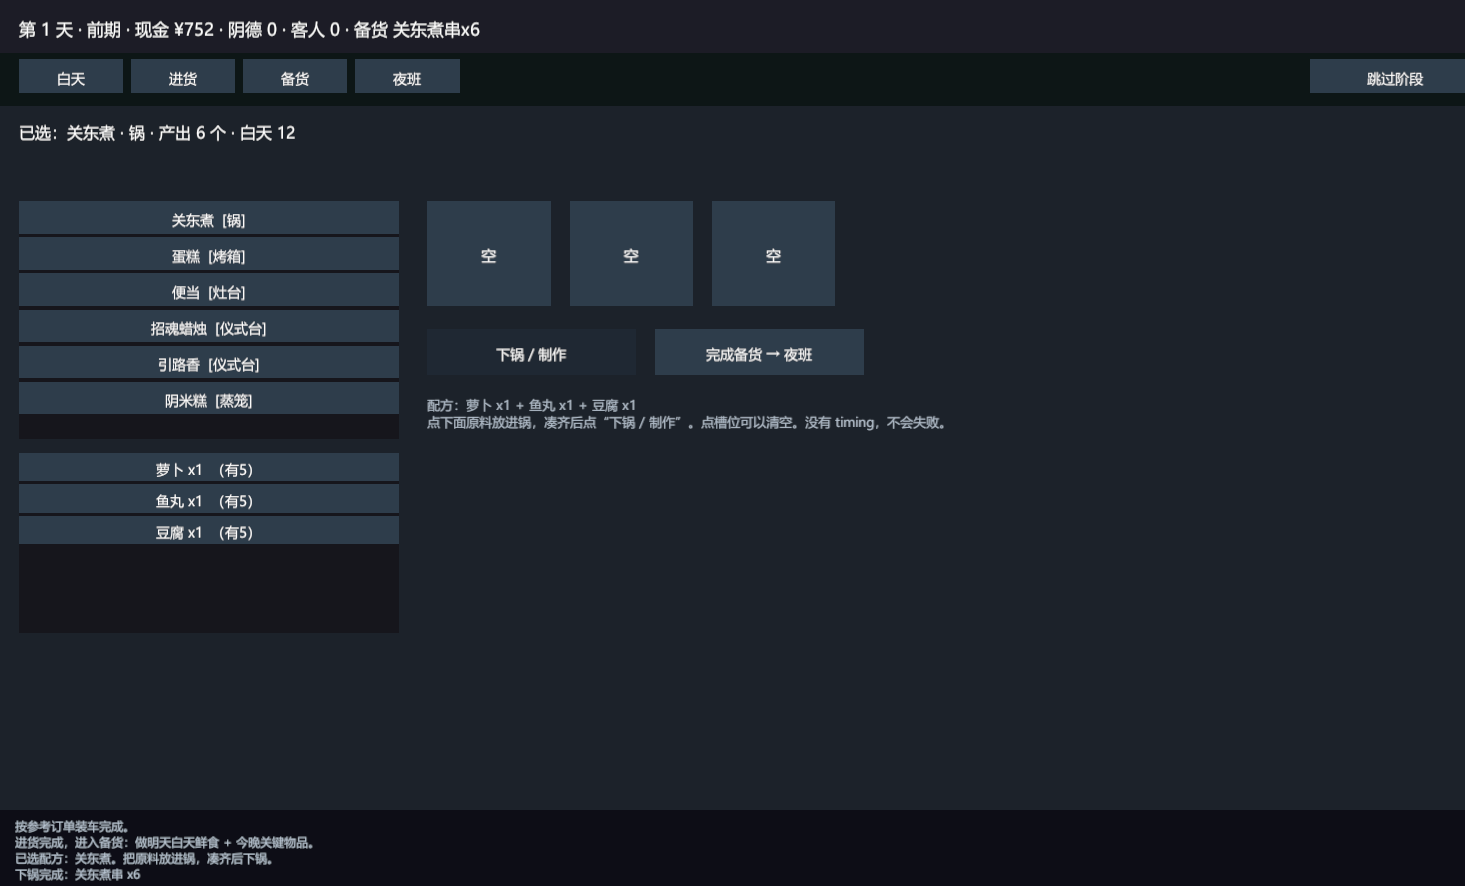 第 1 天 · 前期 · 现金 ¥752 · 阴德 0 · 客人 0 · 备货 关东煮串x6
白天 进货 备货 夜班 跳过阶段
已选：关东煮 · 锅 · 产出 6 个 · 白天 12
关东煮 [锅]
蛋糕 [烤箱]
便当 [灶台]
招魂蜡烛 [仪式台]
引路香 [仪式台]
阴米糕 [蒸笼]
萝卜 x1 （有5）
鱼丸 x1 （有5）
豆腐 x1 （有5）
空 空 空
下锅 / 制作 完成备货 → 夜班
配方：萝卜 x1 + 鱼丸 x1 + 豆腐 x1
点下面原料放进锅，凑齐后点“下锅 / 制作”。点槽位可以清空。没有 timing，不会失败。
按参考订单装车完成。
进货完成，进入备货：做明天白天鲜食 + 今晚关键物品。
已选配方：关东煮。把原料放进锅，凑齐后下锅。
下锅完成：关东煮串 x6